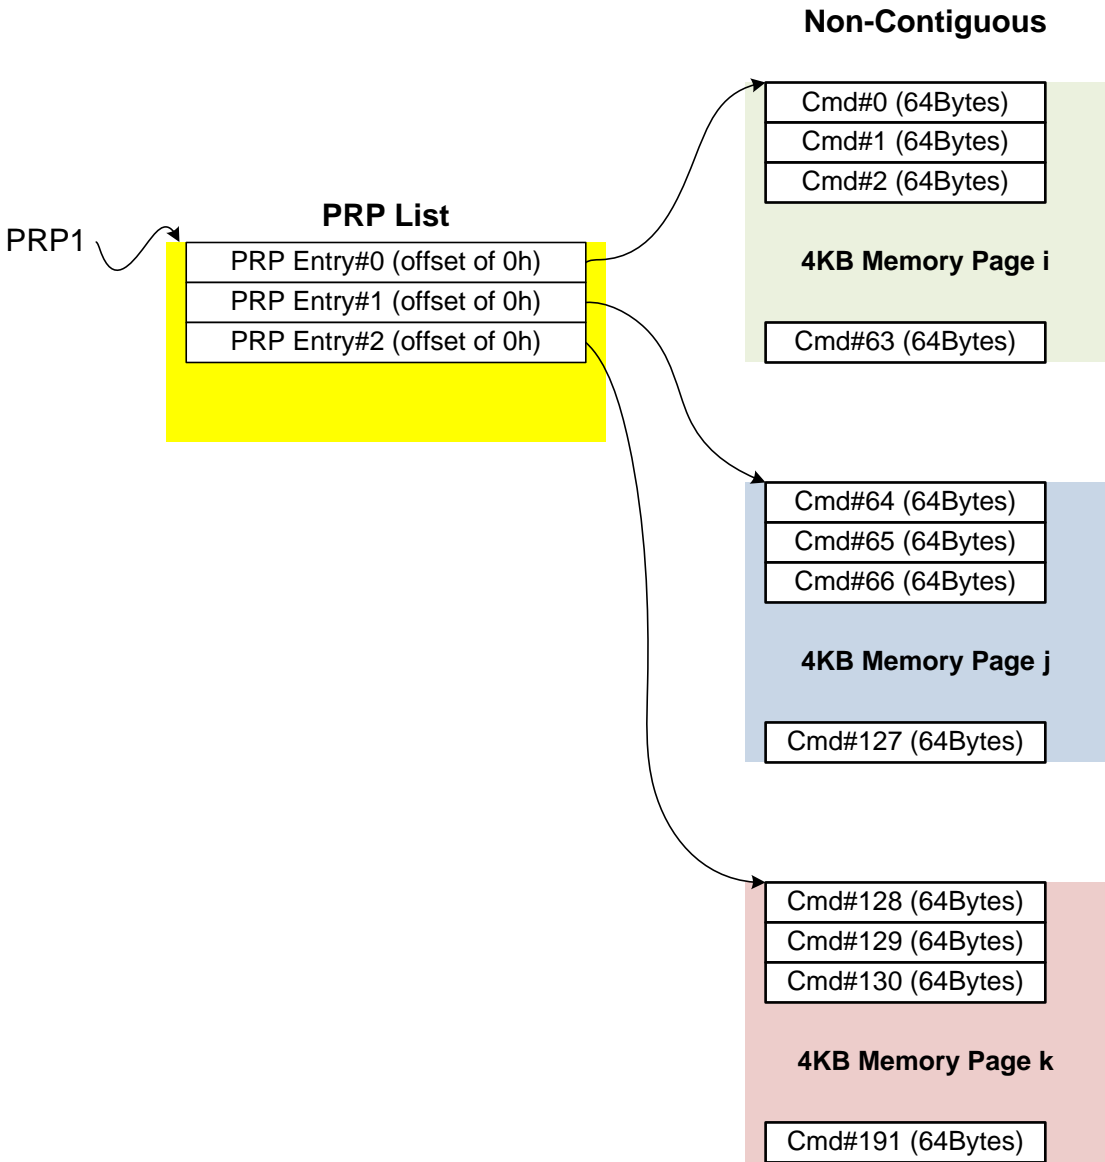 Non-Contiguous
Cmd#0 (64Bytes)
Cmd#1 (64Bytes)
Cmd#2 (64Bytes)
4KB Memory Page i
Cmd#63 (64Bytes)
PRP1
PRP List
PRP Entry#0 (offset of 0h)
PRP Entry#1 (offset of 0h)
PRP Entry#2 (offset of 0h)
Cmd#64 (64Bytes)
Cmd#65 (64Bytes)
Cmd#66 (64Bytes)
4KB Memory Page j
Cmd#127 (64Bytes)
Cmd#128 (64Bytes)
Cmd#129 (64Bytes)
Cmd#130 (64Bytes)
4KB Memory Page k
Cmd#191 (64Bytes)